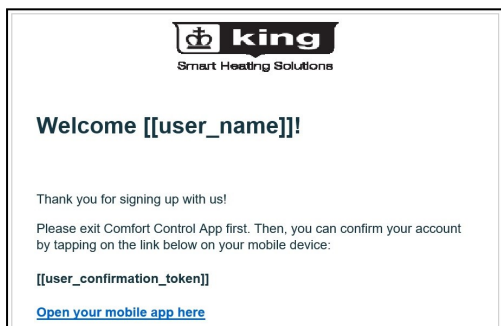 king
Smart Heating Solutions
Welcome [[user_name]]!
Thank you for signing up with us!
Please exit Comfort Control App first. Then, you can confirm your account
by tapping on the link below on your mobile device:
[[user_confirmation_token]]
Open your mobile app here